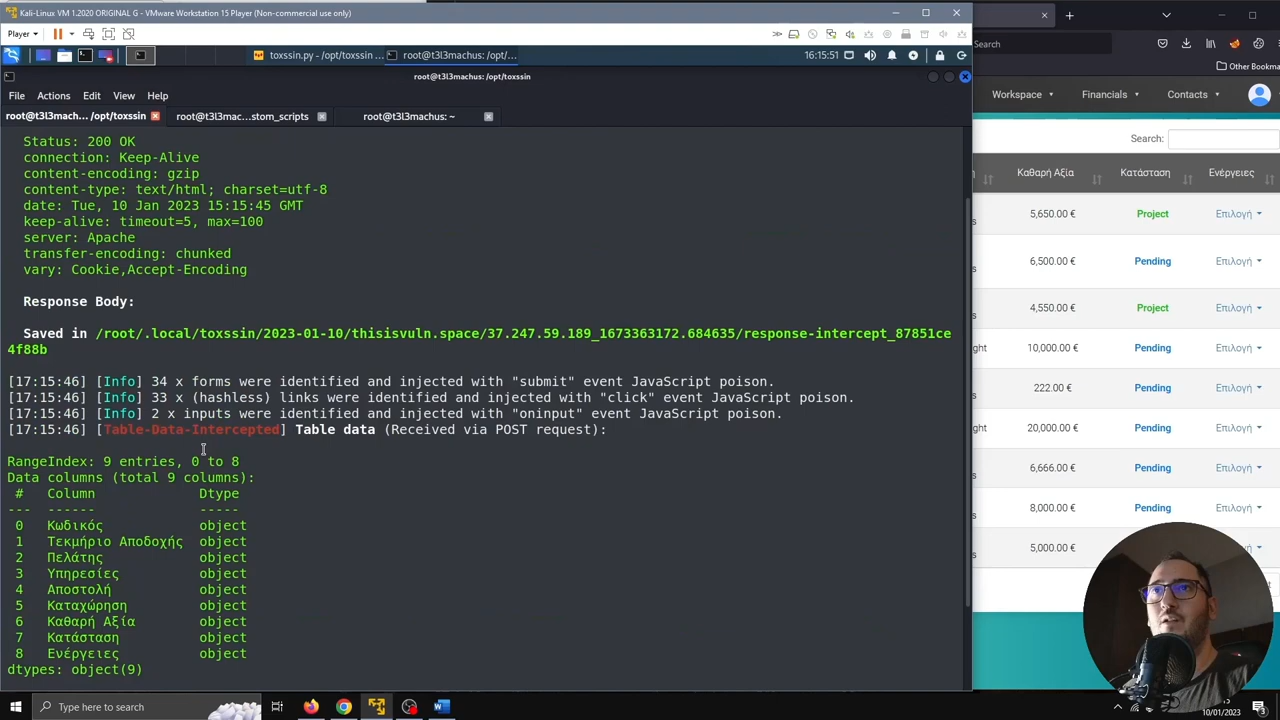 Kali-Linux VM 1.2020 ORIGINAL G - VMware Workstation 15 Player (Non-commercial use only)
Player
toxssin.py - /opt/toxssin ...
root@t3l3machus: /opt/...
16:15:51
Search
root@t3l3machus: /opt/toxssin
Other Bookma
File Actions Edit View Help
Workspace Financials Contacts
root@t3l3mac... /opt/toxssin
root@t3l3mac...stom_scripts
root@t3l3machus: ~
Search:
Status: 200 OK
connection: Keep-Alive
content-encoding: gzip
content-type: text/html; charset=utf-8
date: Tue, 10 Jan 2023 15:15:45 GMT
keep-alive: timeout=5, max=100
server: Apache
transfer-encoding: chunked
vary: Cookie,Accept-Encoding
Response Body:
Saved in /root/.local/toxssin/2023-01-10/thisisvuln.space/37.247.59.189_1673363172.684635/response-intercept_87851ce
4f88b
[17:15:46] [Info] 34 x forms were identified and injected with "submit" event JavaScript poison.
[17:15:46] [Info] 33 x (hashless) links were identified and injected with "click" event JavaScript poison.
[17:15:46] [Info] 2 x inputs were identified and injected with "oninput" event JavaScript poison.
[17:15:46] [Table-Data-Intercepted] Table data (Received via POST request):
RangeIndex: 9 entries, 0 to 8
Data columns (total 9 columns):
# Column Dtype
--- ------ -----
0 Κωδικός object
1 Τεκμήριο Αποδοχής object
2 Πελάτης object
3 Υπηρεσίες object
4 Αποστολή object
5 Καταχώρηση object
6 Καθαρή Αξία object
7 Κατάσταση object
8 Ενέργειες object
dtypes: object(9)
Καθαρή Αξία Κατάσταση Ενέργειες
5,650.00 € Project Επιλογή
s
6,500.00 € Pending Επιλογή
s
4,550.00 € Project Επιλογή
s
ght 10,000.00 € Pending Επιλογή
s 222.00 € Pending Επιλογή
ght 20,000.00 € Pending Επιλογή
s 6,666.00 € Pending Επιλογή
s 8,000.00 € Pending Επιλογή
5,000.00 € Επιλογή
s
Type here to search
10/01/2023